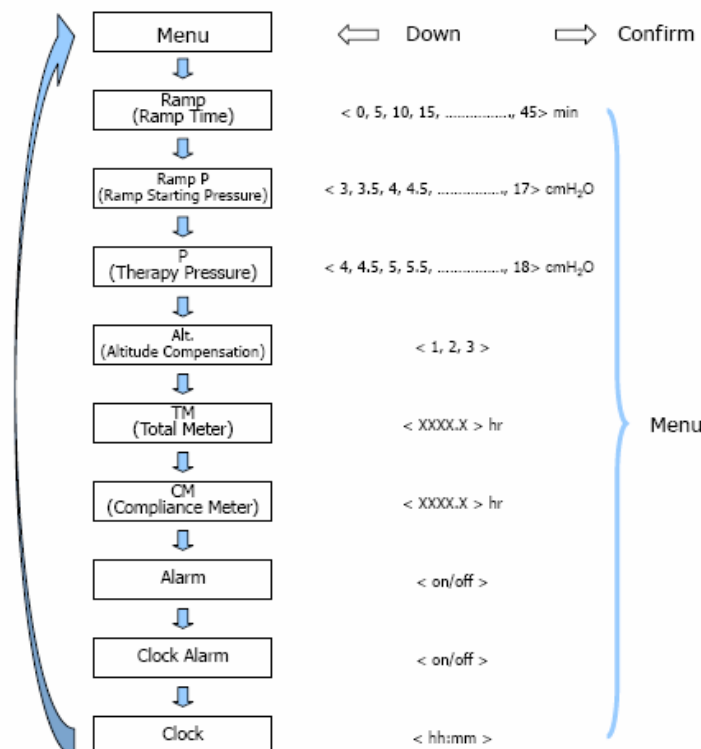 Menu Down Confirm
Ramp
(Ramp Time) < 0, 5, 10, 15, ................., 45> min
Ramp P
(Ramp Starting Pressure) < 3, 3.5, 4, 4.5, ................., 17> cmH₂O
P
(Therapy Pressure) < 4, 4.5, 5, 5.5, ................., 18> cmH₂O
Alt.
(Altitude Compensation) < 1, 2, 3 >
TM
(Total Meter) < XXXX.X > hr
Menu
CM
(Compliance Meter) < XXXX.X > hr
Alarm < on/off >
Clock Alarm < on/off >
Clock < hh:mm >